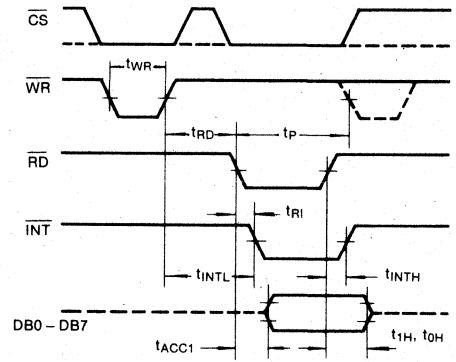 CS
tWR
WR
tRD
tP
RD
tRI
INT
tINTL
tINTH
DB0 – DB7
tACC1
t1H, t0H